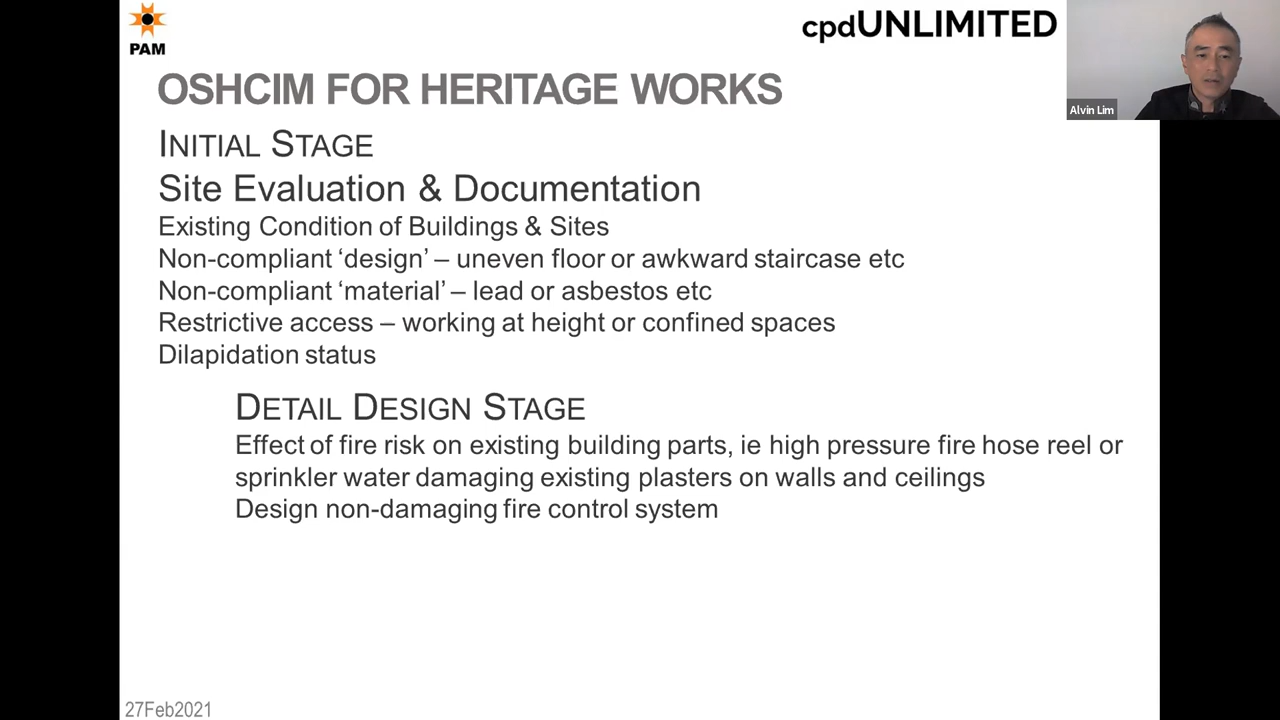 PAM
cpdUNLIMITED
Alvin Lim
OSHCIM FOR HERITAGE WORKS
INITIAL STAGE
Site Evaluation & Documentation
Existing Condition of Buildings & Sites
Non-compliant ‘design’ – uneven floor or awkward staircase etc
Non-compliant ‘material’ – lead or asbestos etc
Restrictive access – working at height or confined spaces
Dilapidation status
DETAIL DESIGN STAGE
Effect of fire risk on existing building parts, ie high pressure fire hose reel or
sprinkler water damaging existing plasters on walls and ceilings
Design non-damaging fire control system
27Feb2021